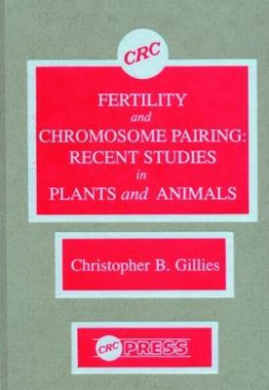 CRC
FERTILITY
and
CHROMOSOME PAIRING:
RECENT STUDIES
in
PLANTS and ANIMALS
Christopher B. Gillies
CRC PRESS